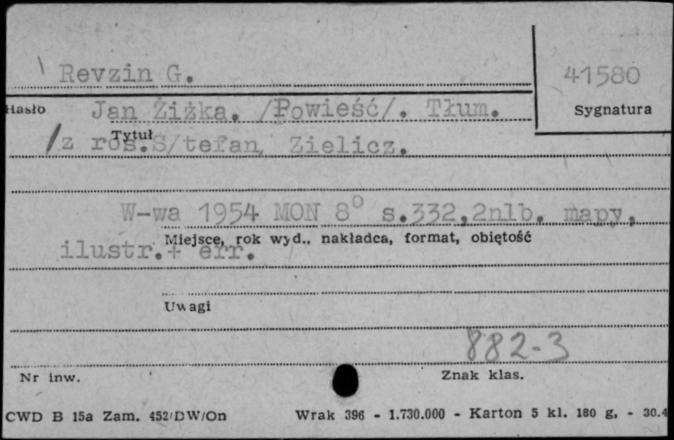 Revzin G.
41580
Hasło Jan Žižka. /Powieść/. Tłum.
Sygnatura
Tytuł
/z ros.S/tefan Zielicz.
W-wa 1954 MON 8° s.332,2nlb. mapy,
Miejsce, rok wyd., nakładca, format, objętość
ilustr.+ err.
Uwagi
882-3
Nr inw. Znak klas.
CWD B 15a Zam. 452/DW/On Wrak 396 - 1.730.000 - Karton 5 kl. 180 g. - 30.4